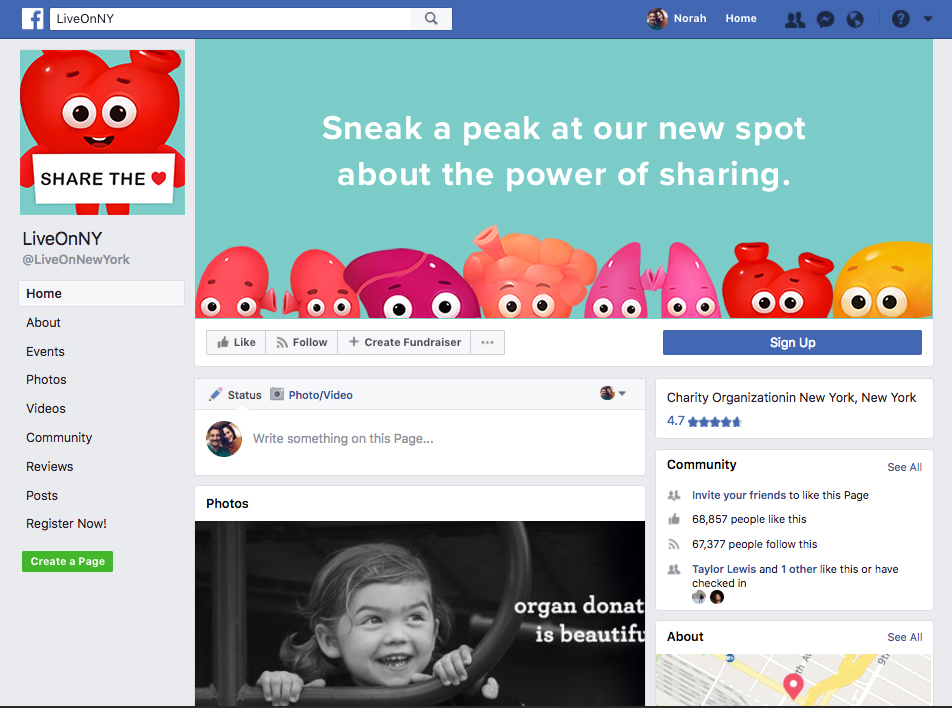 LiveOnNY
Norah
Home
SHARE THE
LiveOnNY
@LiveOnNewYork
Home
About
Events
Photos
Videos
Community
Reviews
Posts
Register Now!
Create a Page
Sneak a peak at our new spot
about the power of sharing.
Like
Follow
Create Fundraiser
Sign Up
Status
Photo/Video
Write something on this Page...
Photos
organ donat
is beautifu
Charity Organizationin New York, New York
4.7
Community
See All
Invite your friends to like this Page
68,857 people like this
67,377 people follow this
Taylor Lewis and 1 other like this or have
checked in
About
See All